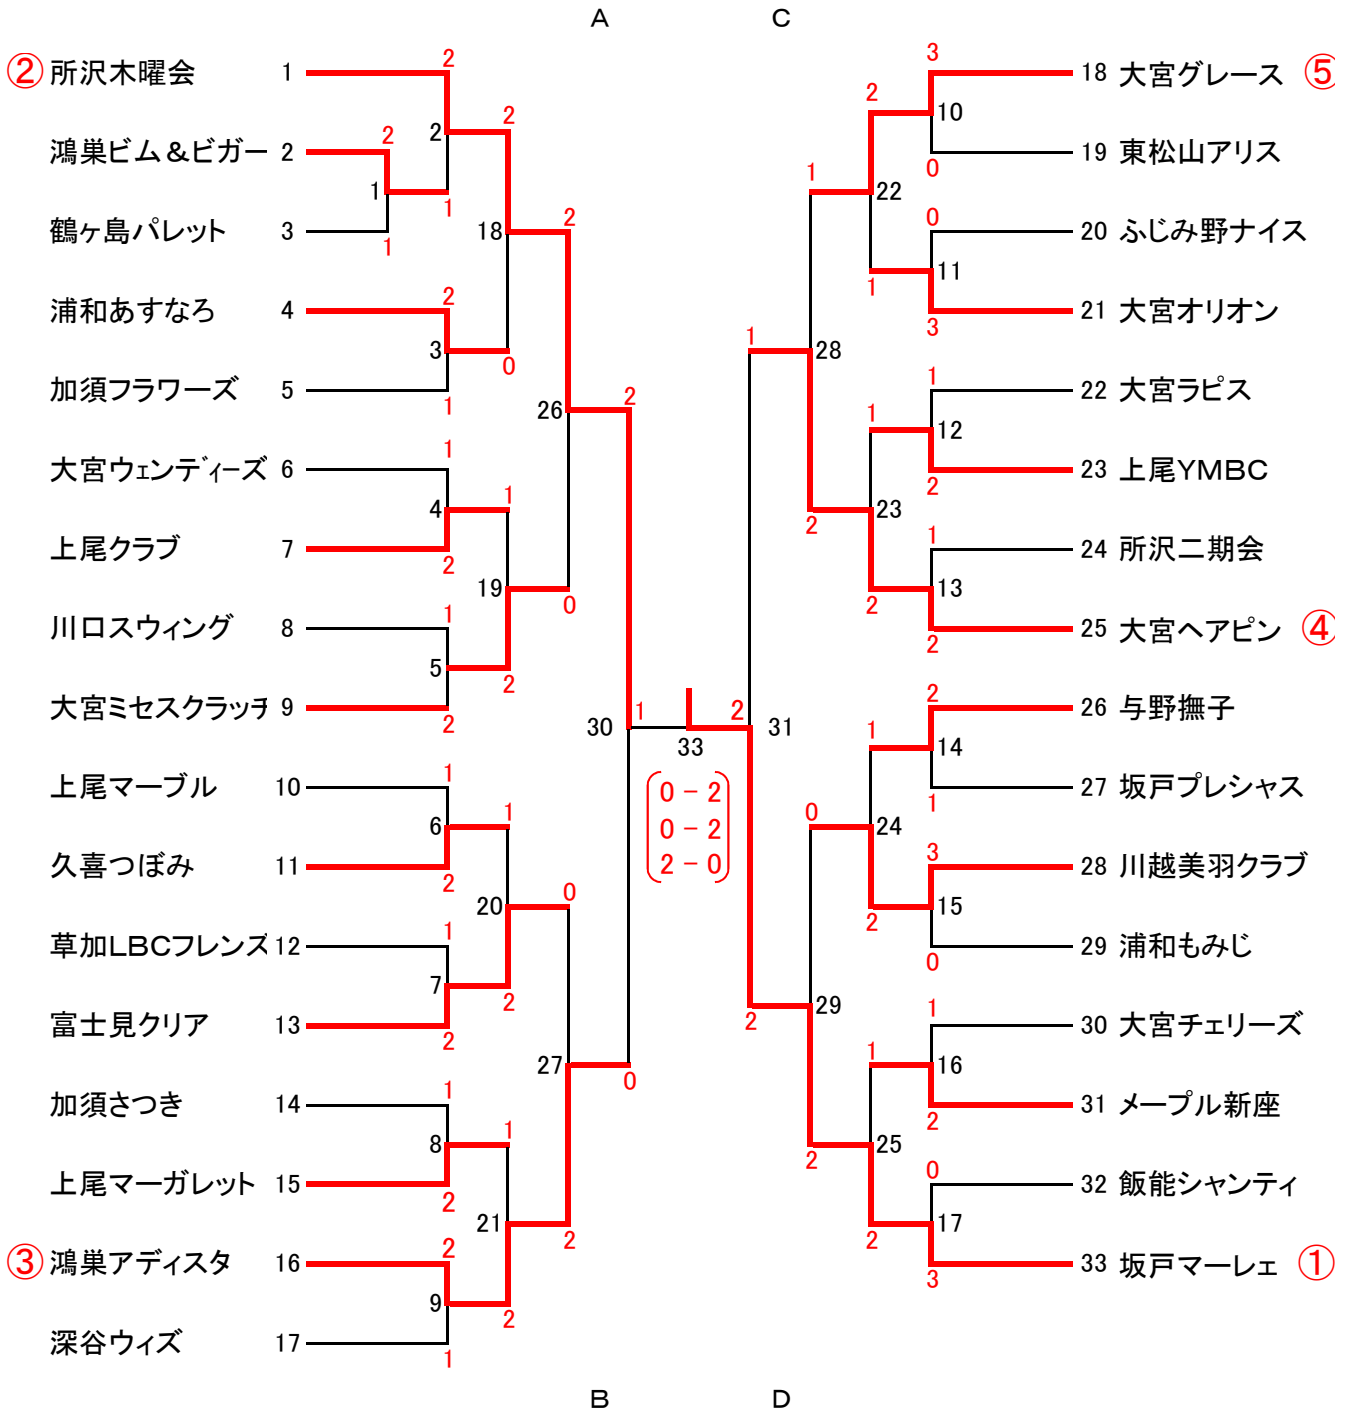 A
C
② 所沢木曜会 1
鴻巣ビム＆ビガー 2
鶴ヶ島パレット 3
浦和あすなろ 4
加須フラワーズ 5
大宮ウェンディーズ 6
上尾クラブ 7
川口スウィング 8
大宮ミセスクラッチ 9
上尾マーブル 10
久喜つぼみ 11
草加LBCフレンズ 12
富士見クリア 13
加須さつき 14
上尾マーガレット 15
③ 鴻巣アディスタ 16
深谷ウィズ 17
2
2
1
1
1
2
2
3
1
2
18
0
1
4
2
1
5
2
1
19
2
2
26
0
1
6
2
1
7
2
1
20
2
1
8
2
2
9
1
1
21
2
0
27
2
2
30
0
1
33
2
0 − 2
0 − 2
2 − 0
31
1
2
1
28
2
0
29
2
2
22
1
1
23
2
1
24
2
1
25
2
3
10
0
0
11
3
1
12
2
1
13
2
2
14
1
3
15
0
1
16
2
0
17
3
18 大宮グレース ⑤
19 東松山アリス
20 ふじみ野ナイス
21 大宮オリオン
22 大宮ラピス
23 上尾YMBC
24 所沢二期会
25 大宮ヘアピン ④
26 与野撫子
27 坂戸プレシャス
28 川越美羽クラブ
29 浦和もみじ
30 大宮チェリーズ
31 メープル新座
32 飯能シャンティ
33 坂戸マーレェ ①
B
D